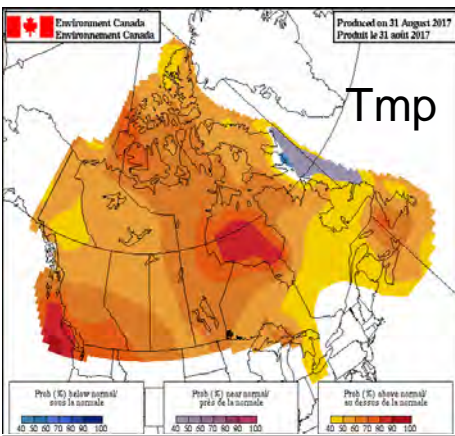 Environment Canada
Environnement Canada
Produced on 31 August 2017
Produit le 31 août 2017
Tmp
Prob (%) below normal/
sous la normale
40 50 60 70 80 90 100
Prob (%) near normal/
près de la normale
40 50 60 70 80 90 100
Prob (%) above normal/
au dessus de la normale
40 50 60 70 80 90 100